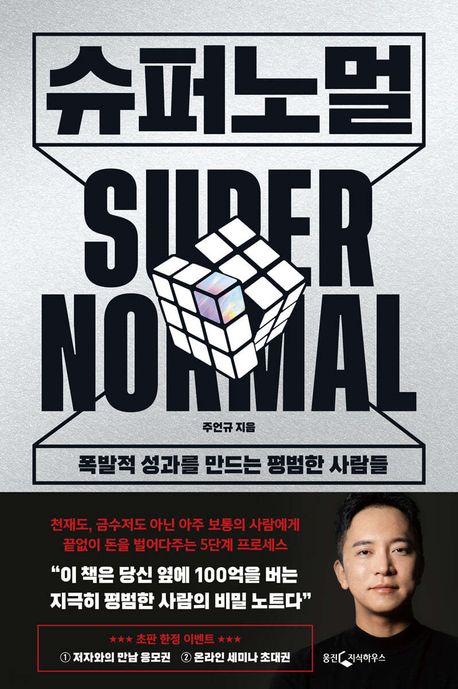 슈퍼노멀
SUPER
NORMAL
주언규 지음
폭발적 성과를 만드는 평범한 사람들
천재도, 금수저도 아닌 아주 보통의 사람에게
끝없이 돈을 벌어다주는 5단계 프로세스
“이 책은 당신 옆에 100억을 버는
지극히 평범한 사람의 비밀 노트다”
★★★ 초판 한정 이벤트 ★★★
① 저자와의 만남 응모권 ② 온라인 세미나 초대권
웅진 지식하우스